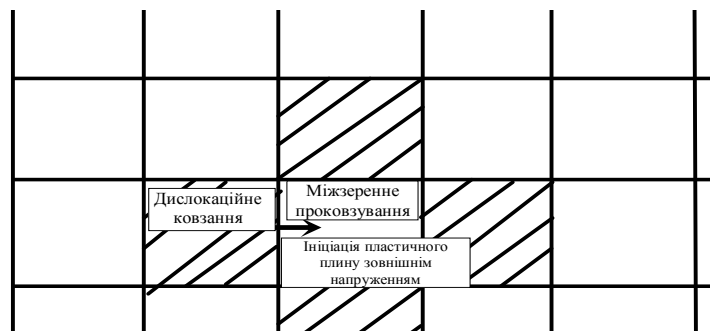 Дислокаційне
ковзання
Міжзеренне
проковзування
Ініціація пластичного
плину зовнішнім
напруженням